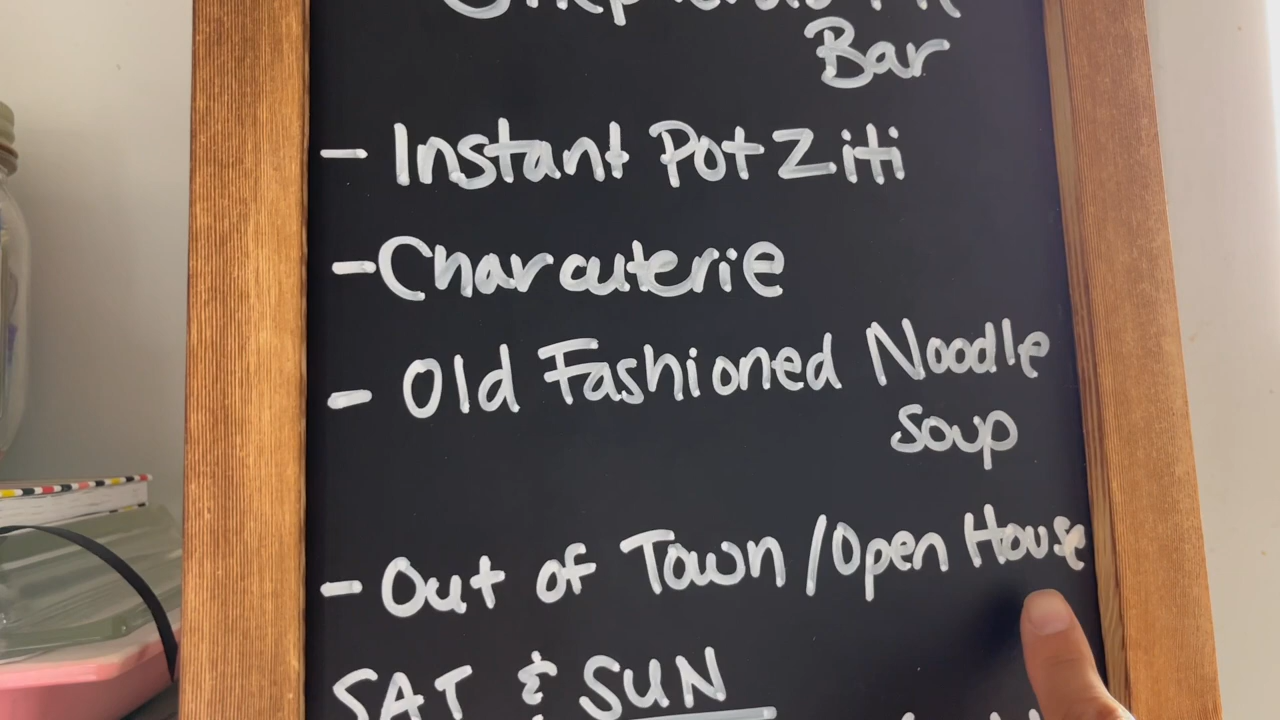 Bar
- Instant Pot Ziti
- Charcuterie
- Old Fashioned Noodle
Soup
- Out of Town / Open House
SAT & SUN